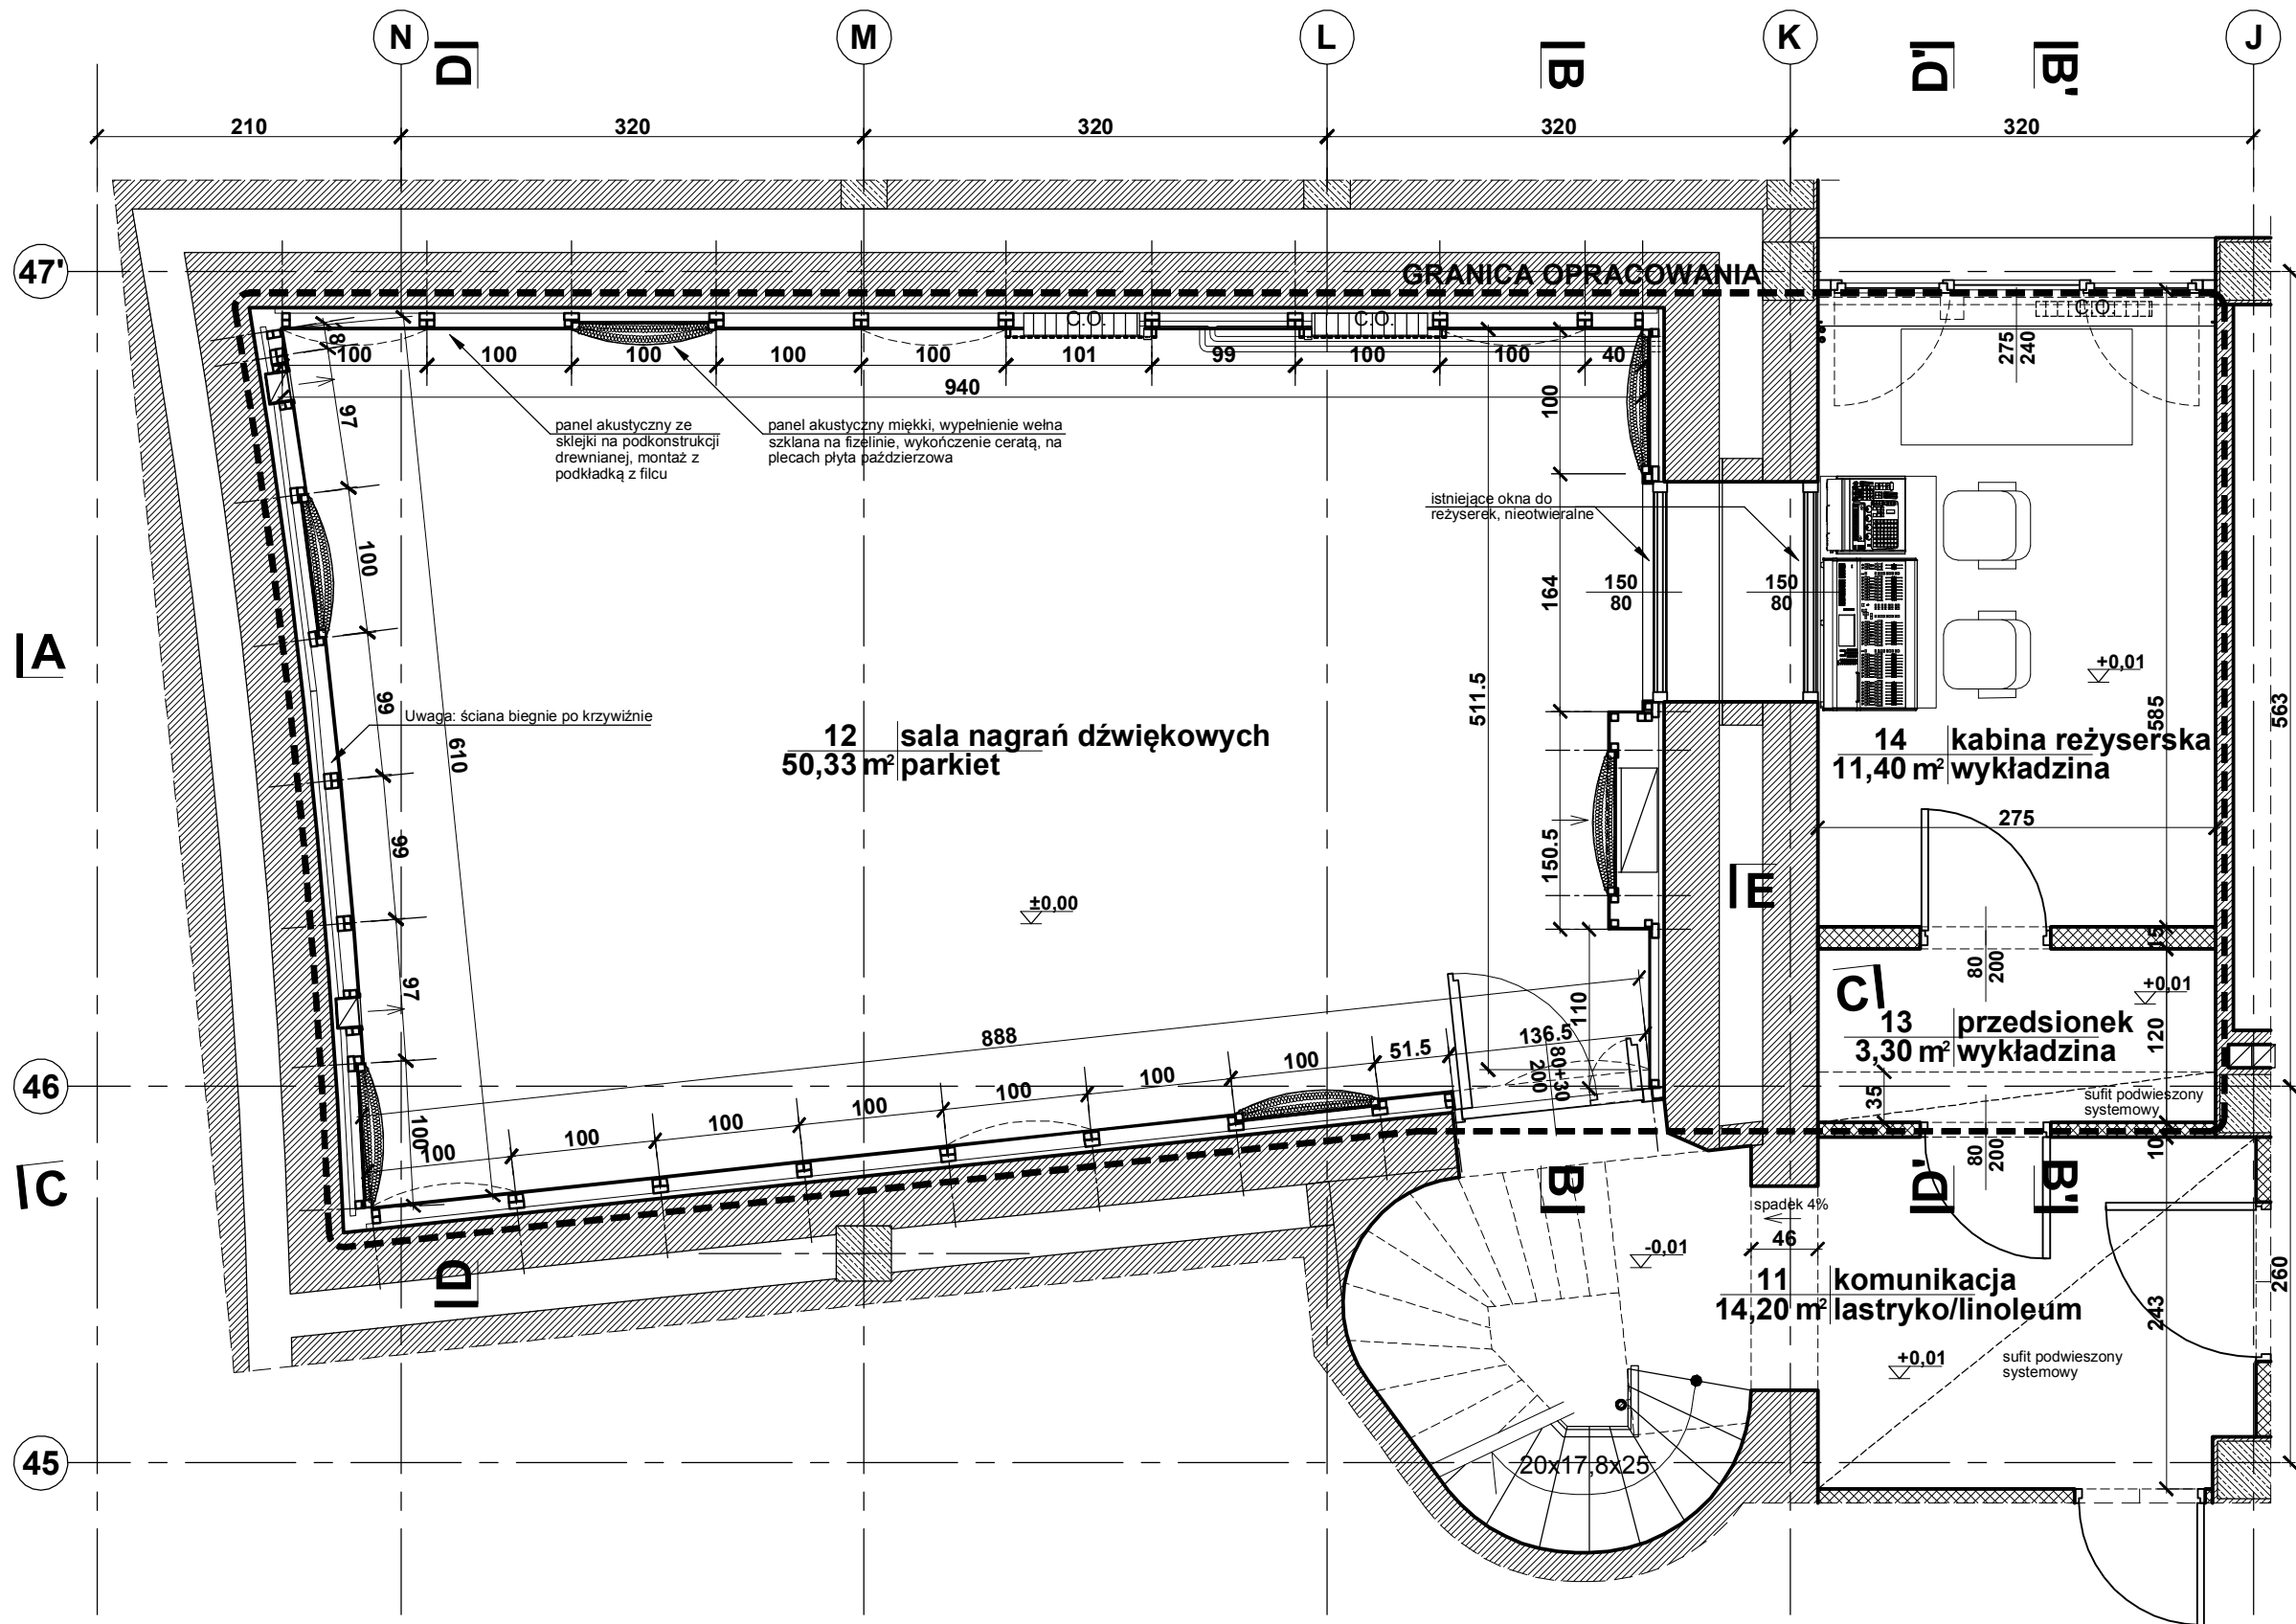 N
M
L
K
J
D
B
D'
B'
210
320
320
320
320
47'
GRANICA OPRACOWANIA
C.O.
C.O.
C.O.
8
100
100
100
100
100
101
99
100
100
40
940
275
240
97
100
panel akustyczny ze
sklejki na podkonstrukcji
drewnianej, montaż z
podkładką z filcu
panel akustyczny miękki, wypełnienie wełna
szklana na fizelinie, wykończenie ceratą, na
plecach płyta paździerzowa
istniejące okna do
reżyserek, nieotwieralne
100
164
150
80
150
80
A
+0,01
99
610
511.5
585
563
Uwaga: ściana biegnie po krzywiźnie
12 sala nagrań dźwiękowych
50,33 m² parkiet
14 kabina reżyserska
11,40 m² wykładzina
275
99
150.5
E
±0,00
15
80
200
97
C
+0,01
110
888
136.5
13 przedsionek
3,30 m² wykładzina
120
51.5
100
100
100
100
100
100
100
100
80+30
200
46
35
sufit podwieszony
systemowy
10
80
200
C
B
D'
B'
spadek 4%
-0,01
46
D
11 komunikacja
14,20 m² lastryko/linoleum
260
243
+0,01
sufit podwieszony
systemowy
45
20x17,8x25